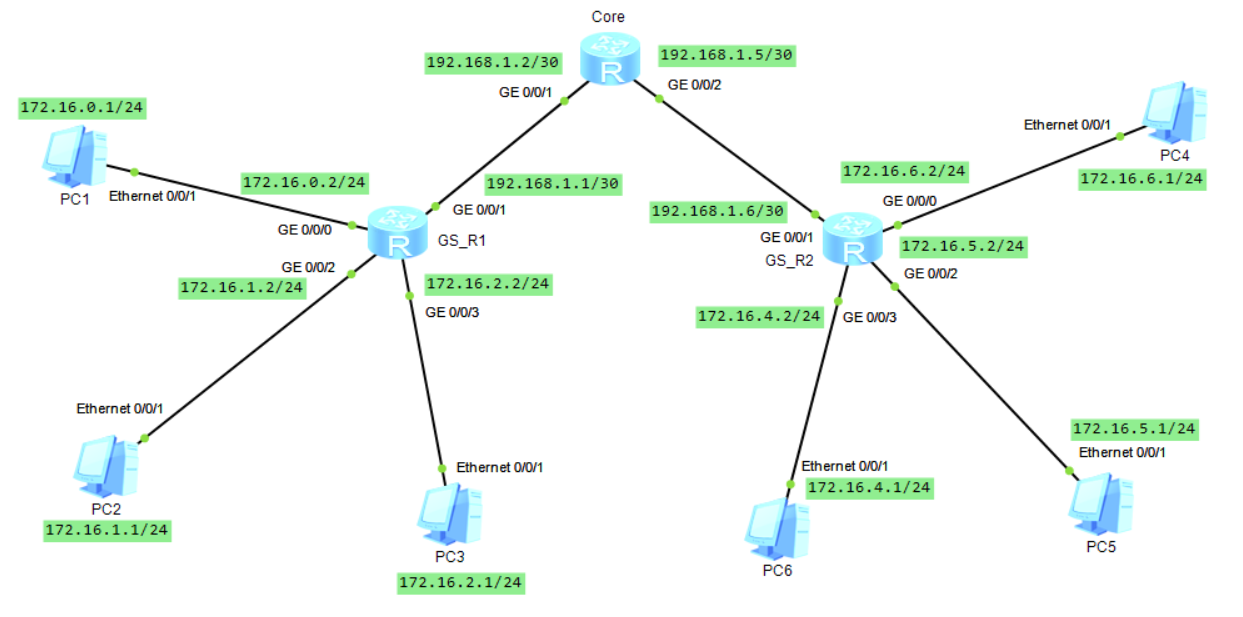 Core
192.168.1.2/30
192.168.1.5/30
GE 0/0/1
GE 0/0/2
R
172.16.0.1/24
PC1
Ethernet 0/0/1
172.16.0.2/24
GE 0/0/0
192.168.1.1/30
GE 0/0/1
R
GS_R1
GE 0/0/2
172.16.1.2/24
172.16.2.2/24
GE 0/0/3
Ethernet 0/0/1
PC2
172.16.1.1/24
Ethernet 0/0/1
PC3
172.16.2.1/24
Ethernet 0/0/1
PC4
172.16.6.1/24
172.16.6.2/24
GE 0/0/0
192.168.1.6/30
GE 0/0/1
R
GS_R2
172.16.5.2/24
GE 0/0/2
172.16.4.2/24
GE 0/0/3
172.16.5.1/24
Ethernet 0/0/1
PC5
Ethernet 0/0/1
172.16.4.1/24
PC6